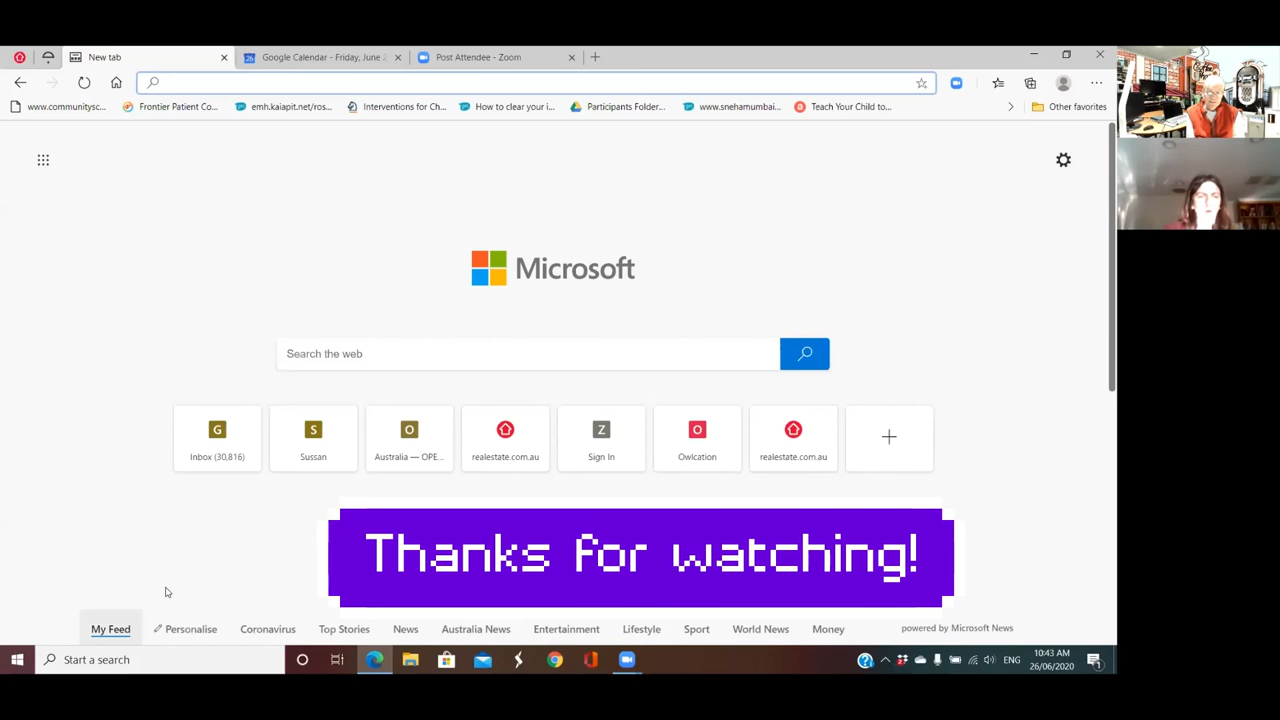 New tab
Google Calendar - Friday, June 2
Post Attendee - Zoom
www.communitysc...
Frontier Patient Co...
emh.kaiapit.net/ros...
Interventions for Ch...
How to clear your i...
Participants Folder...
www.snehamumbai...
Teach Your Child to...
Other favorites
Microsoft
Search the web
G
S
O
Z
O
Inbox (30,816)
Sussan
Australia — OPE...
realestate.com.au
Sign In
Owlcation
realestate.com.au
Thanks for watching!
My Feed
Personalise
Coronavirus
Top Stories
News
Australia News
Entertainment
Lifestyle
Sport
World News
Money
powered by Microsoft News
Start a search
ENG
10:43 AM
26/06/2020
1